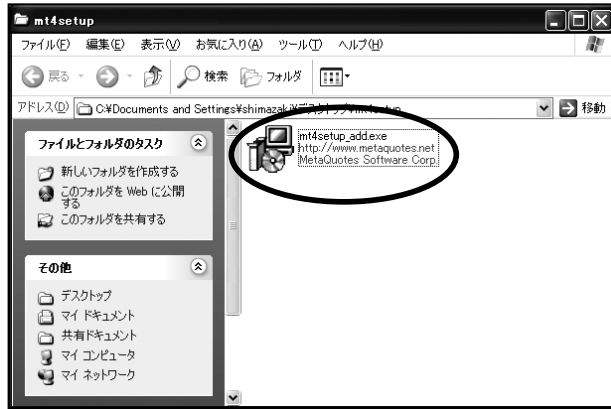 mt4setup
ファイル(F) 編集(E) 表示(V) お気に入り(A) ツール(T) ヘルプ(H)
戻る 検索 フォルダ
アドレス(D) C:¥Documents and Settings¥shimazaki¥デスクトップ¥mt4setup 移動
ファイルとフォルダのタスク
新しいフォルダを作成する
このフォルダを Web に公開
する
このフォルダを共有する
その他
デスクトップ
マイ ドキュメント
共有ドキュメント
マイ コンピュータ
マイ ネットワーク
mt4setup_add.exe
http://www.metaquotes.net
MetaQuotes Software Corp.